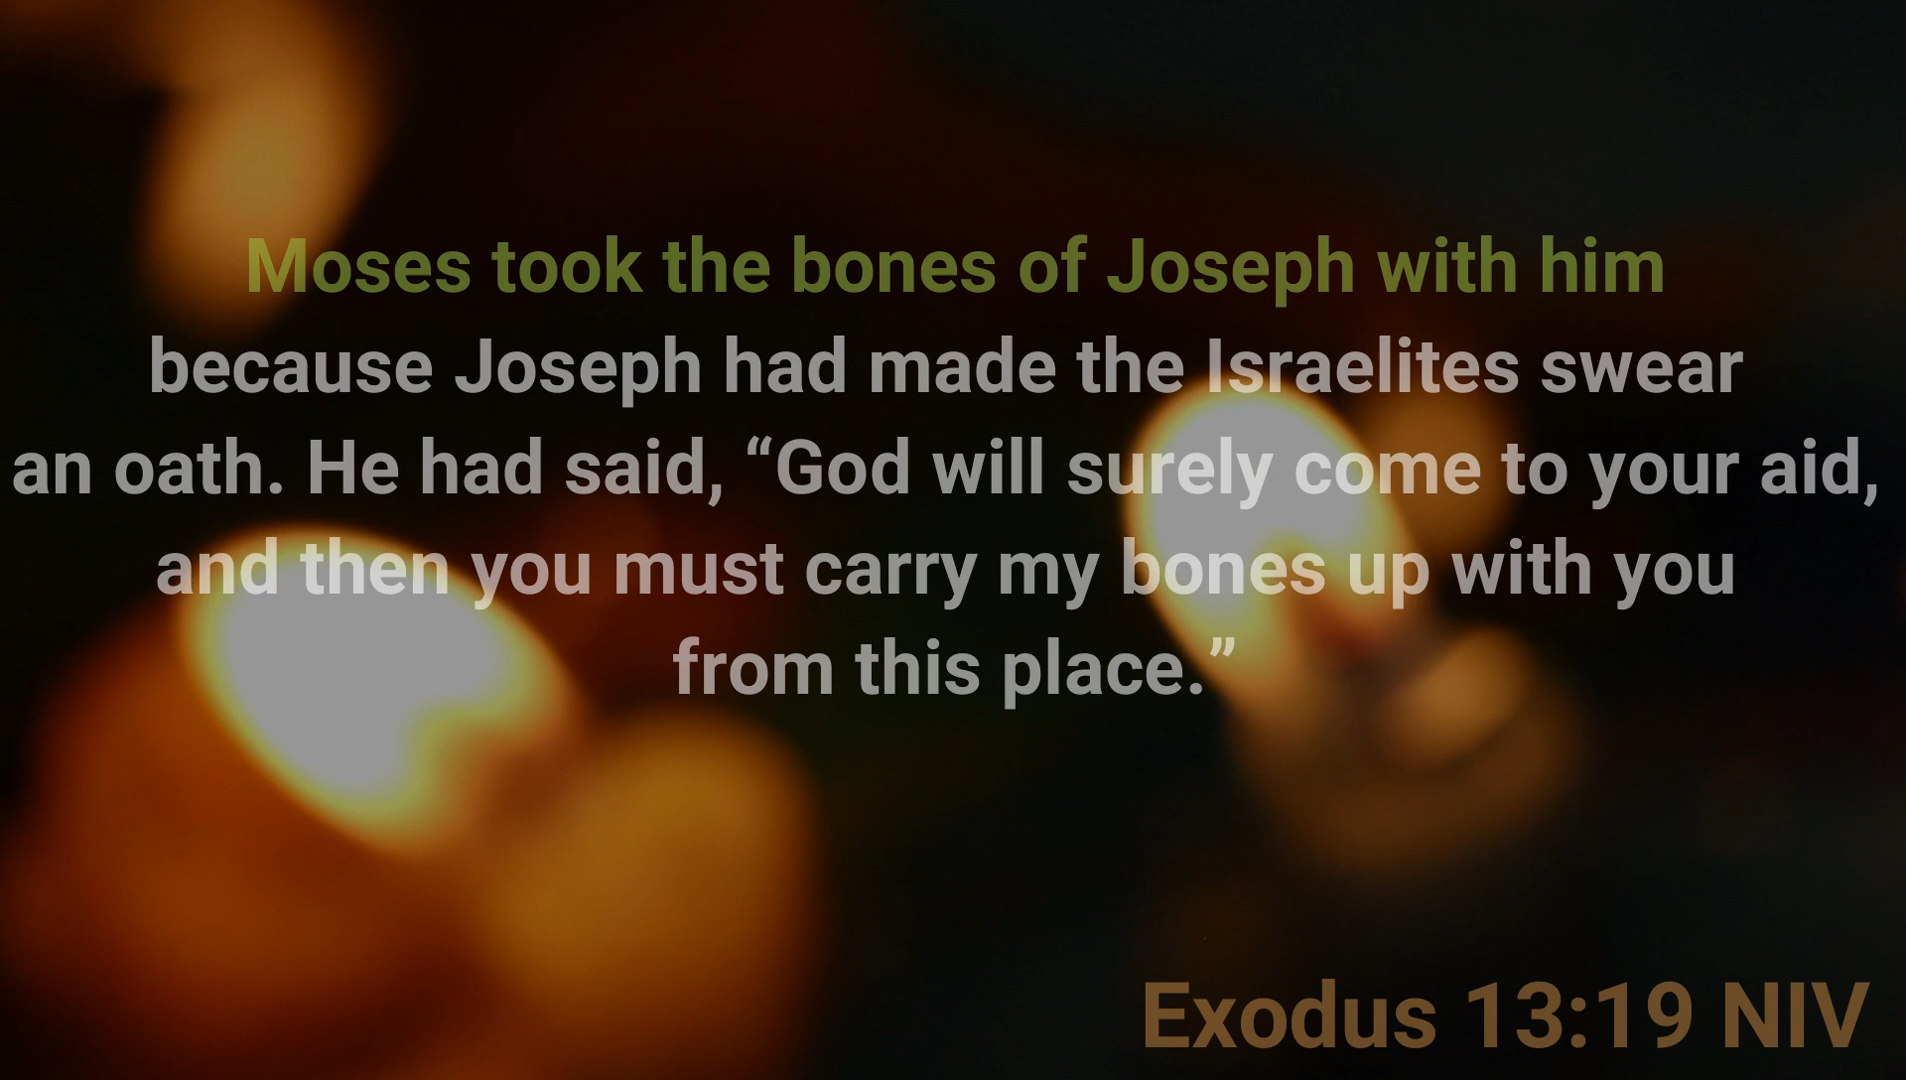 Moses took the bones of Joseph with him
because Joseph had made the Israelites swear
an oath. He had said, “God will surely come to your aid,
and then you must carry my bones up with you
from this place.”
Exodus 13:19 NIV